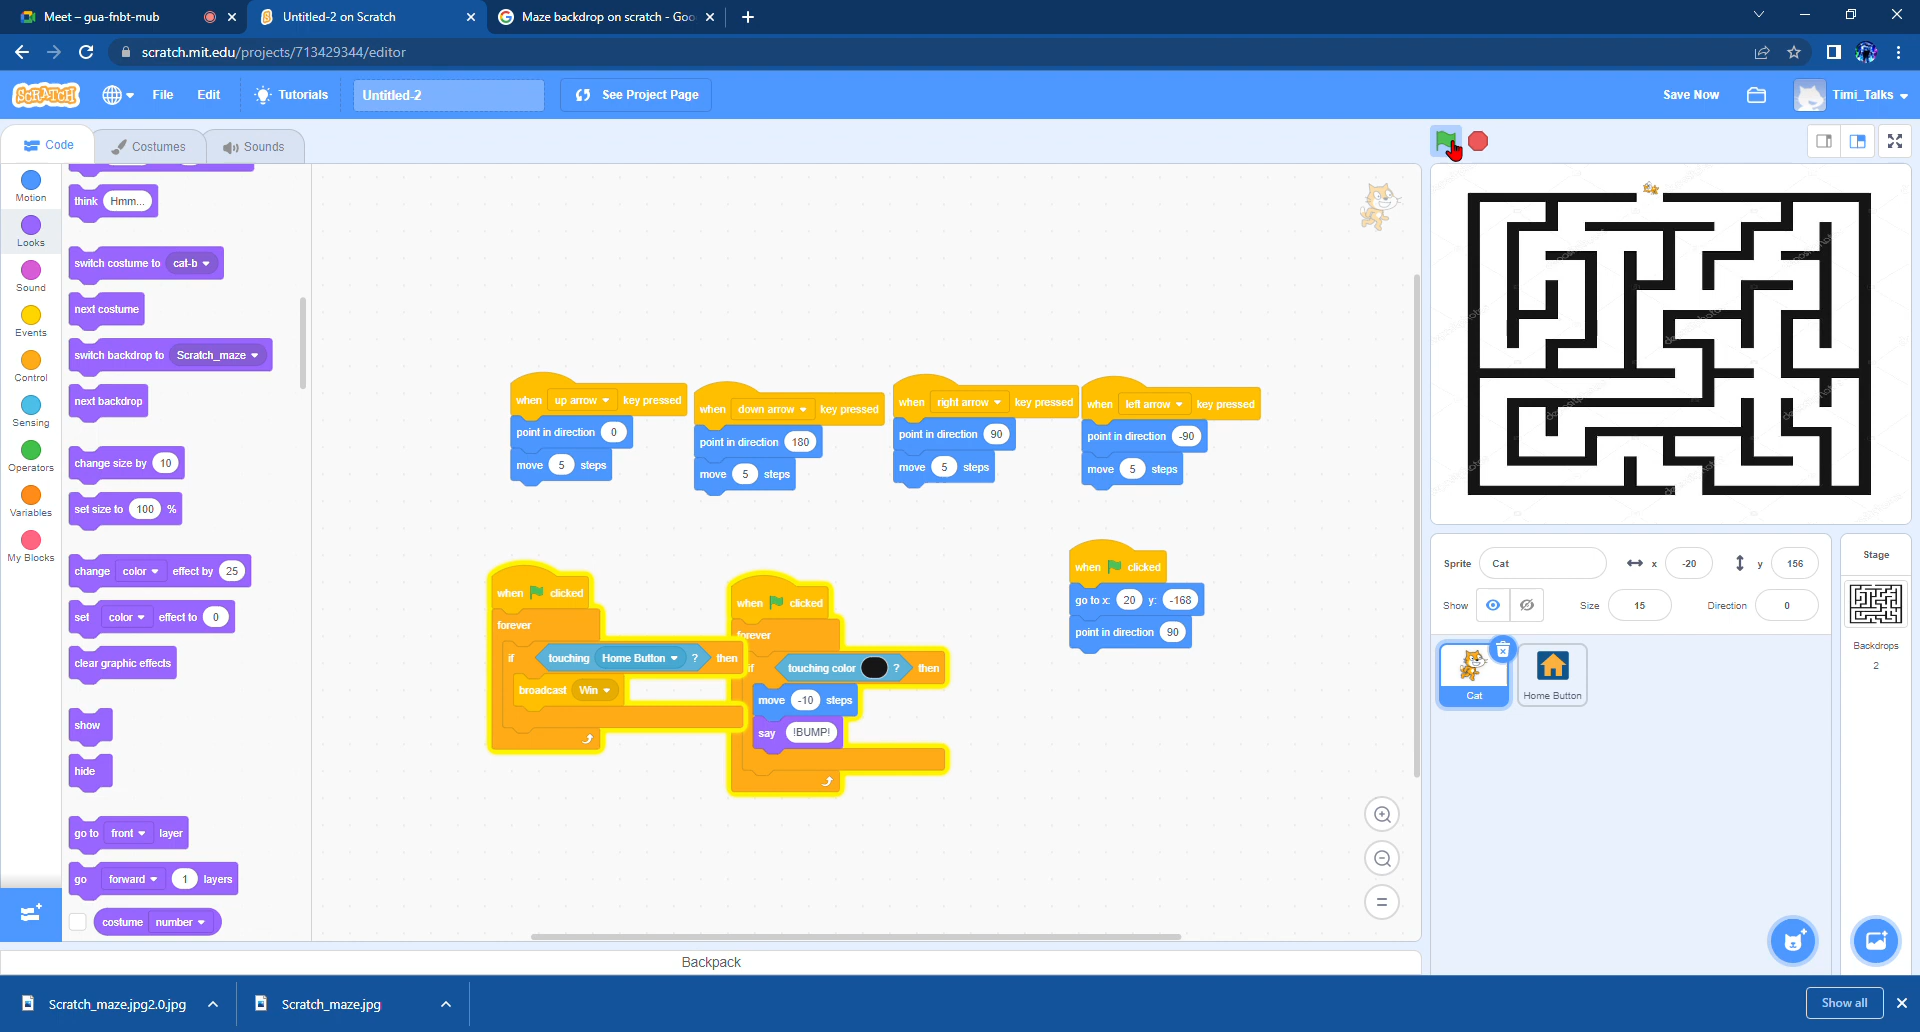 Meet – gua-fnbt-mub
Untitled-2 on Scratch
Maze backdrop on scratch - Goo
scratch.mit.edu/projects/713429344/editor
SCRATCH
File
Edit
Tutorials
Untitled-2
See Project Page
Save Now
Timi_Talks
Code
Costumes
Sounds
Motion
Looks
Sound
Events
Control
Sensing
Operators
Variables
My Blocks
think Hmm...
switch costume to cat-b
next costume
switch backdrop to Scratch_maze
next backdrop
change size by 10
set size to 100 %
change color effect by 25
set color effect to 0
clear graphic effects
show
hide
go to front layer
go forward 1 layers
costume number
when up arrow key pressed
point in direction 0
move 5 steps
when down arrow key pressed
point in direction 180
move 5 steps
when right arrow key pressed
point in direction 90
move 5 steps
when left arrow key pressed
point in direction -90
move 5 steps
when clicked
forever
if touching Home Button ? then
broadcast Win
when clicked
forever
if touching color ? then
move -10 steps
say !BUMP!
when clicked
go to x: 20 y: -168
point in direction 90
Sprite Cat
x -20
y 156
Show
Size 15
Direction 0
Cat
Home Button
Stage
Backdrops
2
Backpack
Scratch_maze.jpg2.0.jpg
Scratch_maze.jpg
Show all